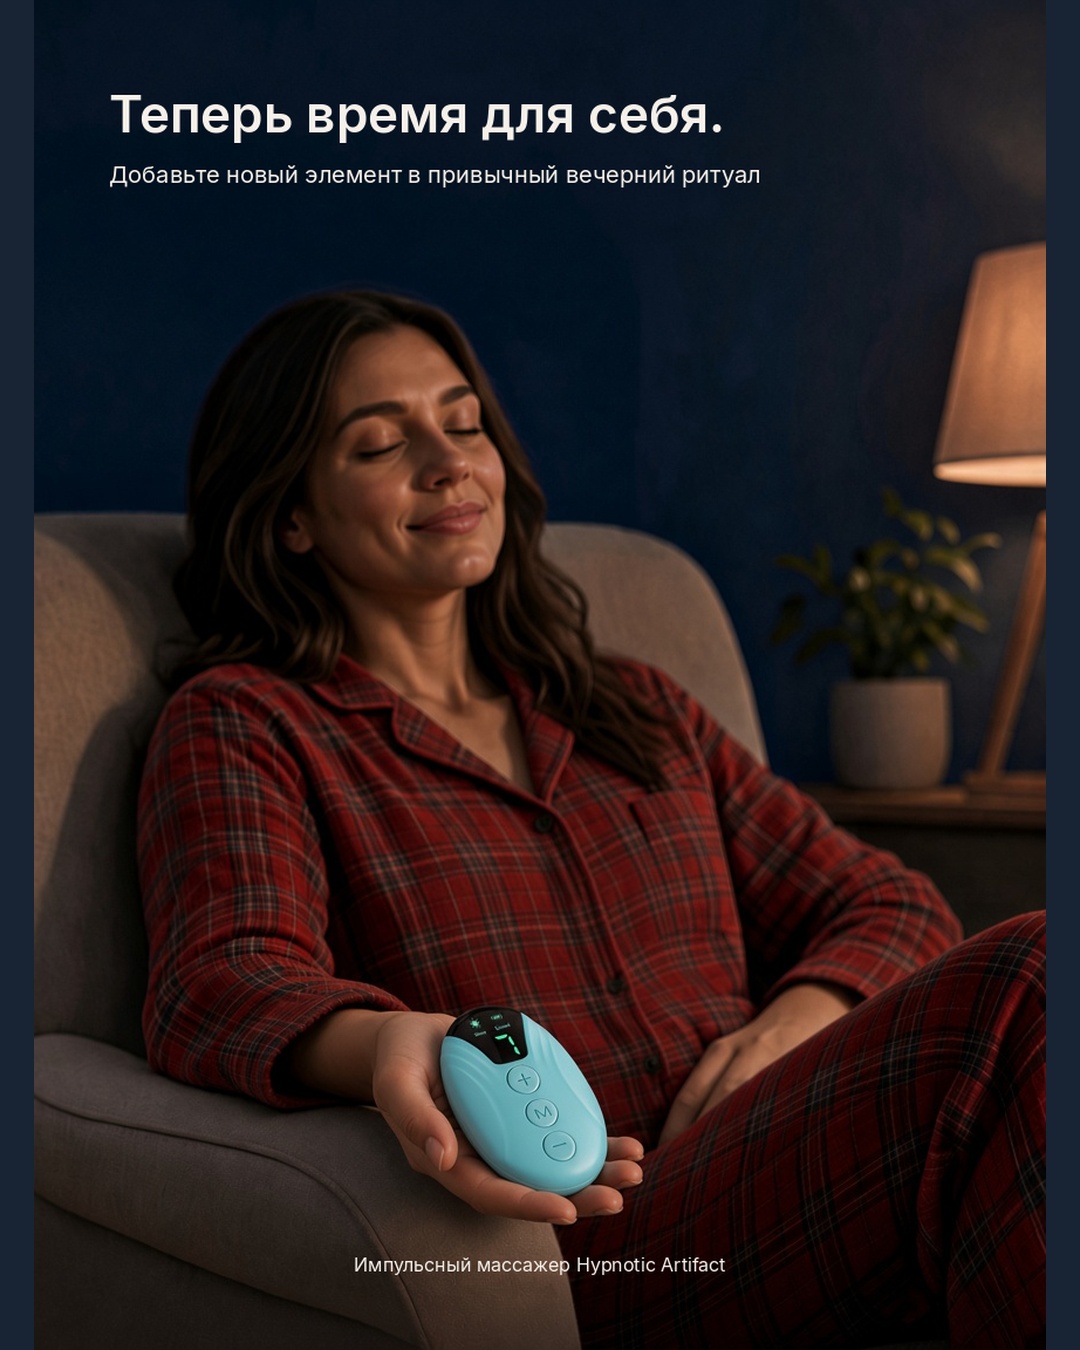 Теперь время для себя.
Добавьте новый элемент в привычный вечерний ритуал
+
M
−
Импульсный массажер Hypnotic Artifact